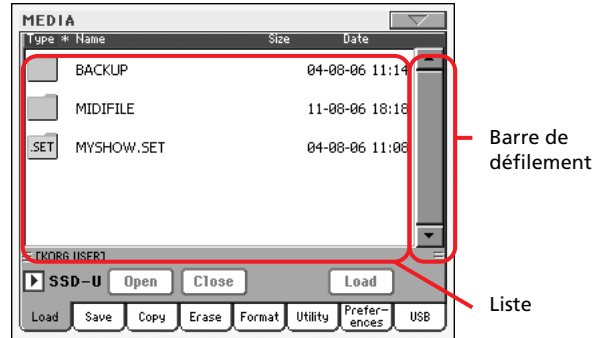 MEDIA
Type * Name Size Date
BACKUP 04-08-06 11:14
MIDIFILE 11-08-06 18:18
.SET MYSHOW.SET 04-08-06 11:08
Barre de
défilement
[KORG USER]
SSD-U Open Close Load
Liste
Load Save Copy Erase Format Utility Prefer-
ences USB